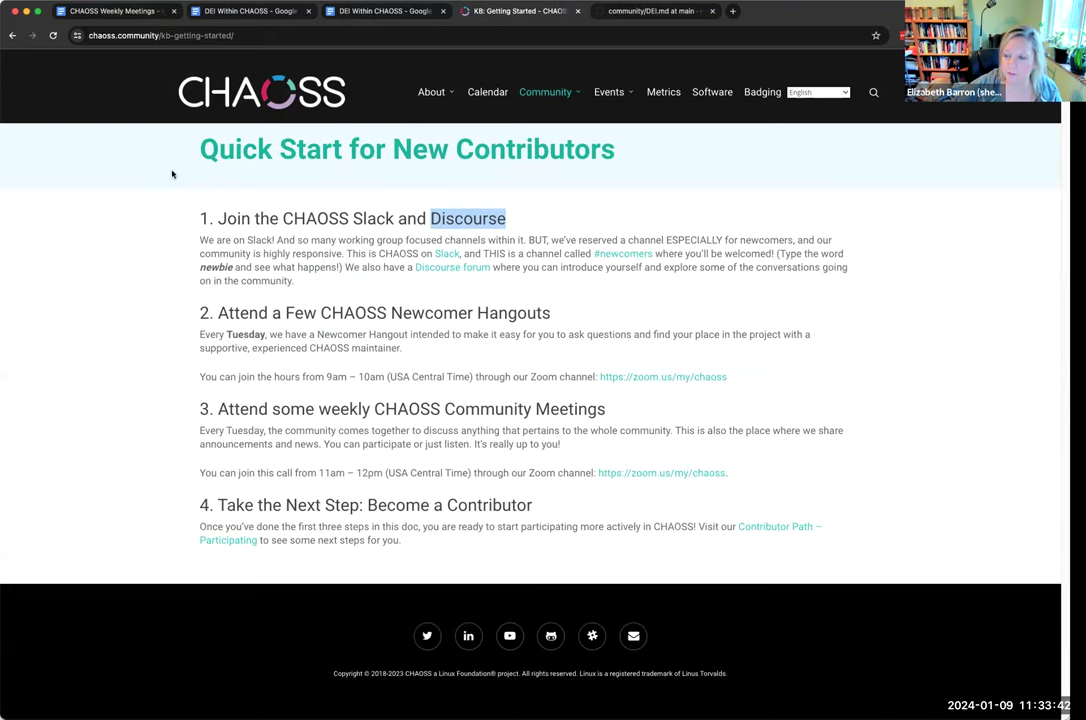 CHAOSS Weekly Meetings -
DEI Within CHAOSS - Google
DEI Within CHAOSS - Google
KB: Getting Started - CHAOSS
community/DEI.md at main ·
chaoss.community/kb-getting-started/
CHAOSS
About
Calendar
Community
Events
Metrics
Software
Badging
English
Elizabeth Barron (she...
Quick Start for New Contributors
1. Join the CHAOSS Slack and Discourse
We are on Slack! And so many working group focused channels within it. BUT, we've reserved a channel ESPECIALLY for newcomers, and our
community is highly responsive. This is CHAOSS on Slack, and THIS is a channel called #newcomers where you'll be welcomed! (Type the word
newbie and see what happens!) We also have a Discourse forum where you can introduce yourself and explore some of the conversations going
on in the community.
2. Attend a Few CHAOSS Newcomer Hangouts
Every Tuesday, we have a Newcomer Hangout intended to make it easy for you to ask questions and find your place in the project with a
supportive, experienced CHAOSS maintainer.
You can join the hours from 9am – 10am (USA Central Time) through our Zoom channel: https://zoom.us/my/chaoss
3. Attend some weekly CHAOSS Community Meetings
Every Tuesday, the community comes together to discuss anything that pertains to the whole community. This is also the place where we share
announcements and news. You can participate or just listen. It's really up to you!
You can join this call from 11am – 12pm (USA Central Time) through our Zoom channel: https://zoom.us/my/chaoss.
4. Take the Next Step: Become a Contributor
Once you've done the first three steps in this doc, you are ready to start participating more actively in CHAOSS! Visit our Contributor Path –
Participating to see some next steps for you.
Copyright © 2018-2023 CHAOSS a Linux Foundation® project. All rights reserved. Linux is a registered trademark of Linus Torvalds.
2024-01-09 11:33:42